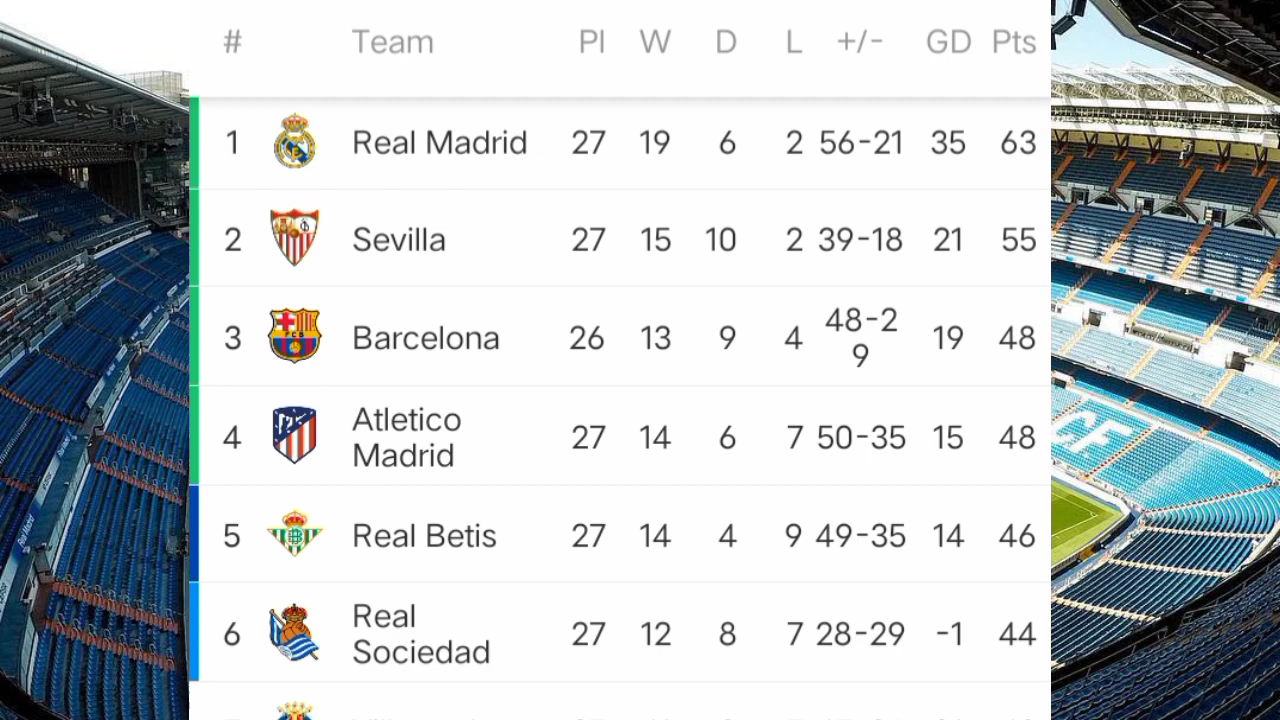 # Team Pl W D L +/- GD Pts
1 Real Madrid 27 19 6 2 56-21 35 63
2 Sevilla 27 15 10 2 39-18 21 55
3 Barcelona 26 13 9 4 48-2 19 48
9
4 Atletico Madrid 27 14 6 7 50-35 15 48
5 Real Betis 27 14 4 9 49-35 14 46
6 Real Sociedad 27 12 8 7 28-29 -1 44
CF